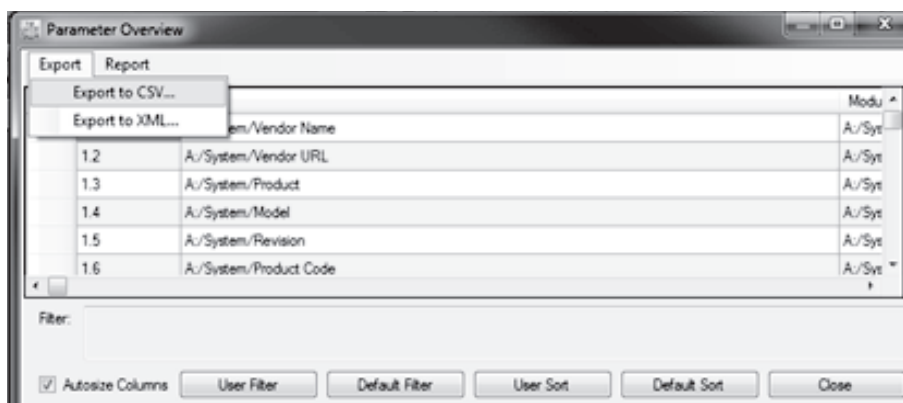 Parameter Overview
Export Report
Export to CSV...
Export to XML...
Modu
em/Vendor Name A:/Sys
1.2 A:/System/Vendor URL A:/Sys
1.3 A:/System/Product A:/Sys
1.4 A:/System/Model A:/Sys
1.5 A:/System/Revision A:/Sys
1.6 A:/System/Product Code A:/Sys
Filter:
Autosize Columns User Filter Default Filter User Sort Default Sort Close